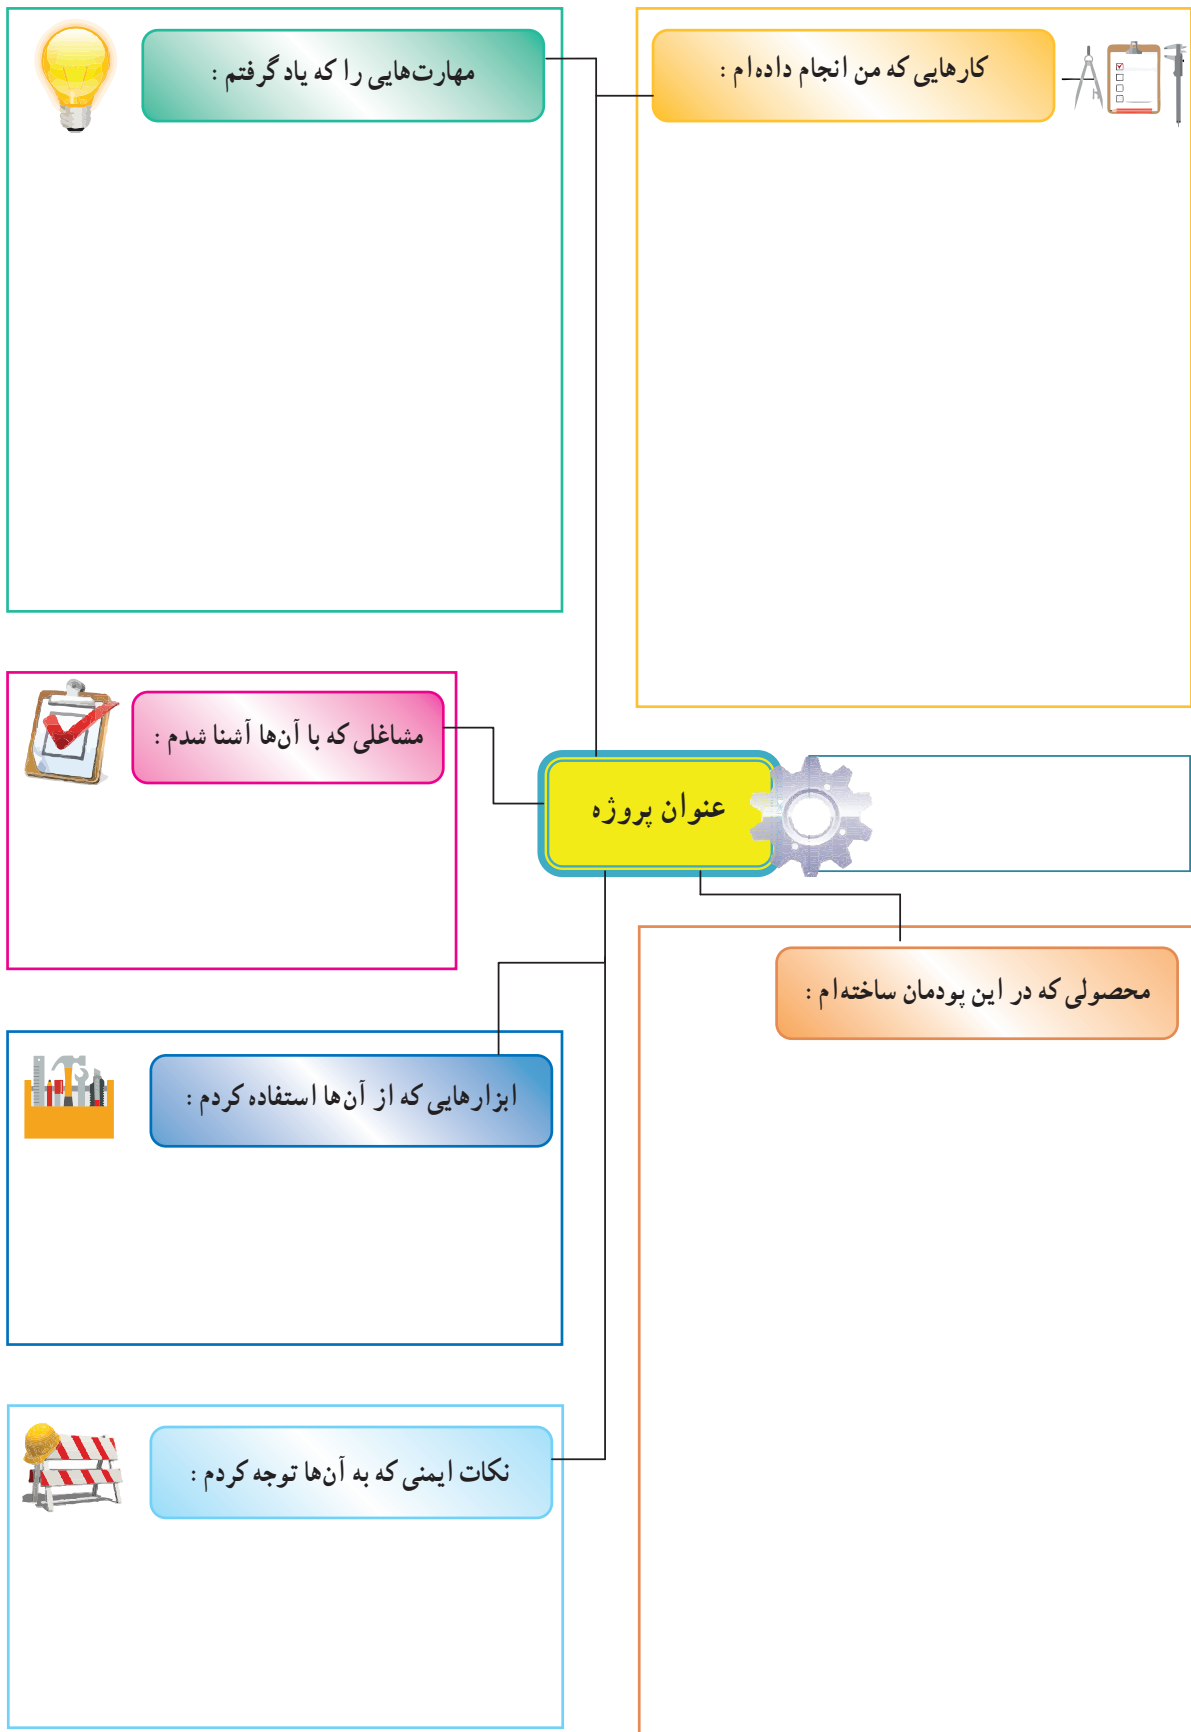 کارهایی که من انجام داده‌ام :
مهارت‌هایی را که یاد گرفتم :
مشاغلی که با آن‌ها آشنا شدم :
عنوان پروژه
محصولی که در این پودمان ساخته‌ام :
ابزارهایی که از آن‌ها استفاده کردم :
نکات ایمنی که به آن‌ها توجه کردم :